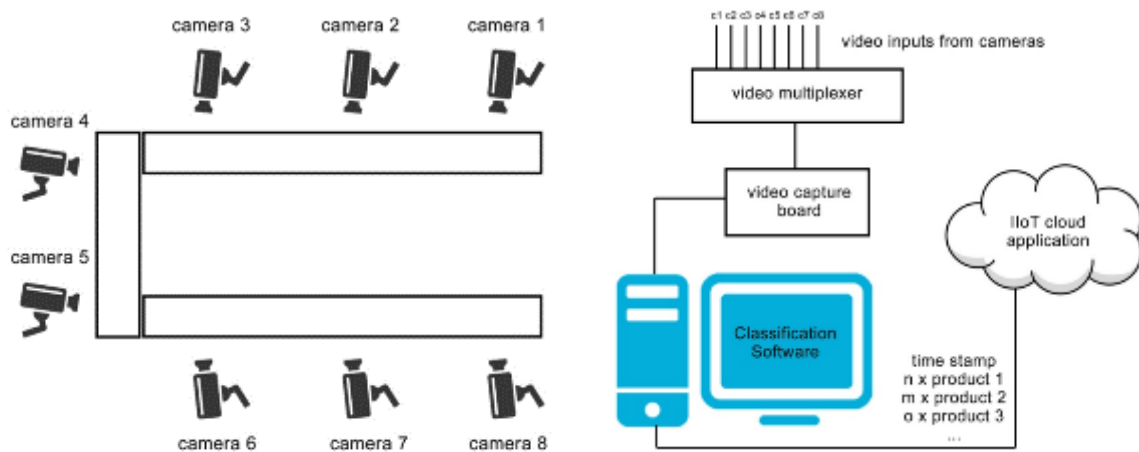 camera 3
camera 2
camera 1
camera 4
camera 5
camera 6
camera 7
camera 8
c1 c2 c3 c4 c5 c6 c7 c8
video inputs from cameras
video multiplexer
video capture
board
IIoT cloud
application
Classification
Software
time stamp
n x product 1
m x product 2
o x product 3
...